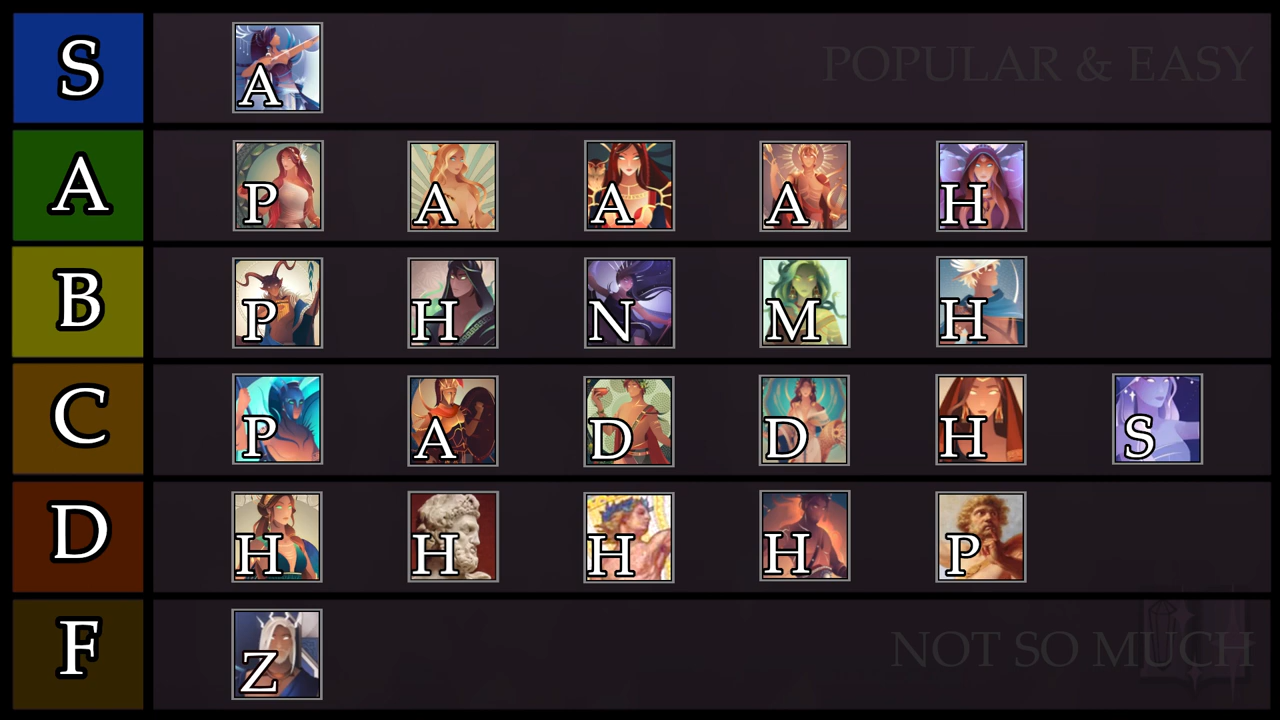 S A POPULAR & EASY
A P A A A H
B P H N M H
C P A D D H S
D H H H H P
F Z NOT SO MUCH